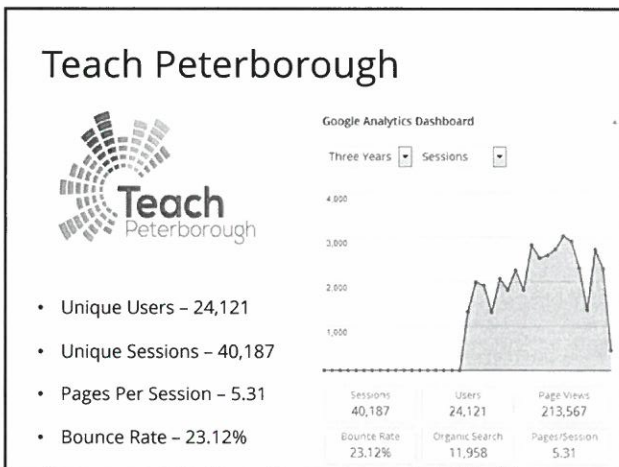 Teach Peterborough
Teach
Peterborough
• Unique Users – 24,121
• Unique Sessions – 40,187
• Pages Per Session – 5.31
• Bounce Rate – 23.12%
Google Analytics Dashboard
Three Years Sessions
4,000
3,000
2,000
1,000
Sessions Users Page Views
40,187 24,121 213,567
Bounce Rate Organic Search Pages/Session
23.12% 11,958 5.31